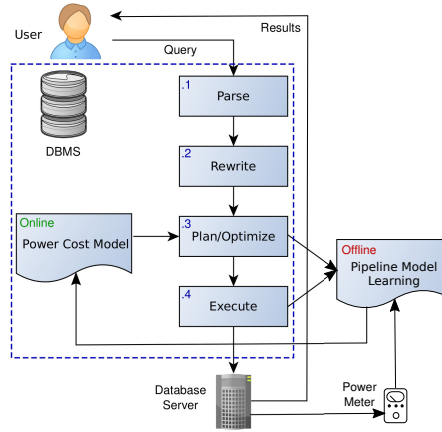 User
Results
Query
.1
Parse
DBMS
.2
Rewrite
Online
Power Cost Model
.3
Plan/Optimize
Offline
Pipeline Model
Learning
.4
Execute
Database
Server
Power
Meter